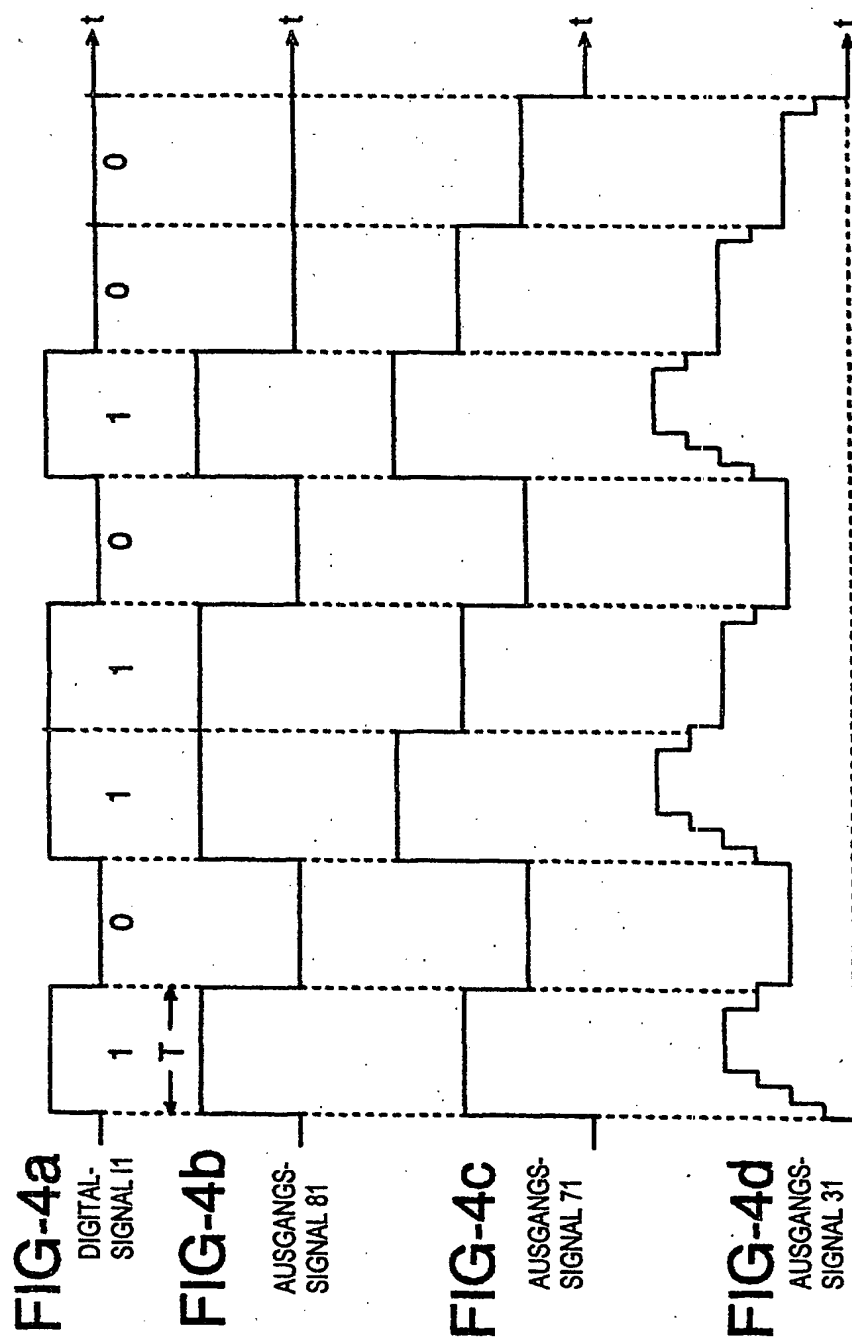 FIG-4a
DIGITAL-
SIGNAL I1
1 0 1 1 0 1 0 0
t
← T →
FIG-4b
AUSGANGS-
SIGNAL 81
t
FIG-4c
AUSGANGS-
SIGNAL 71
t
FIG-4d
AUSGANGS-
SIGNAL 31
t